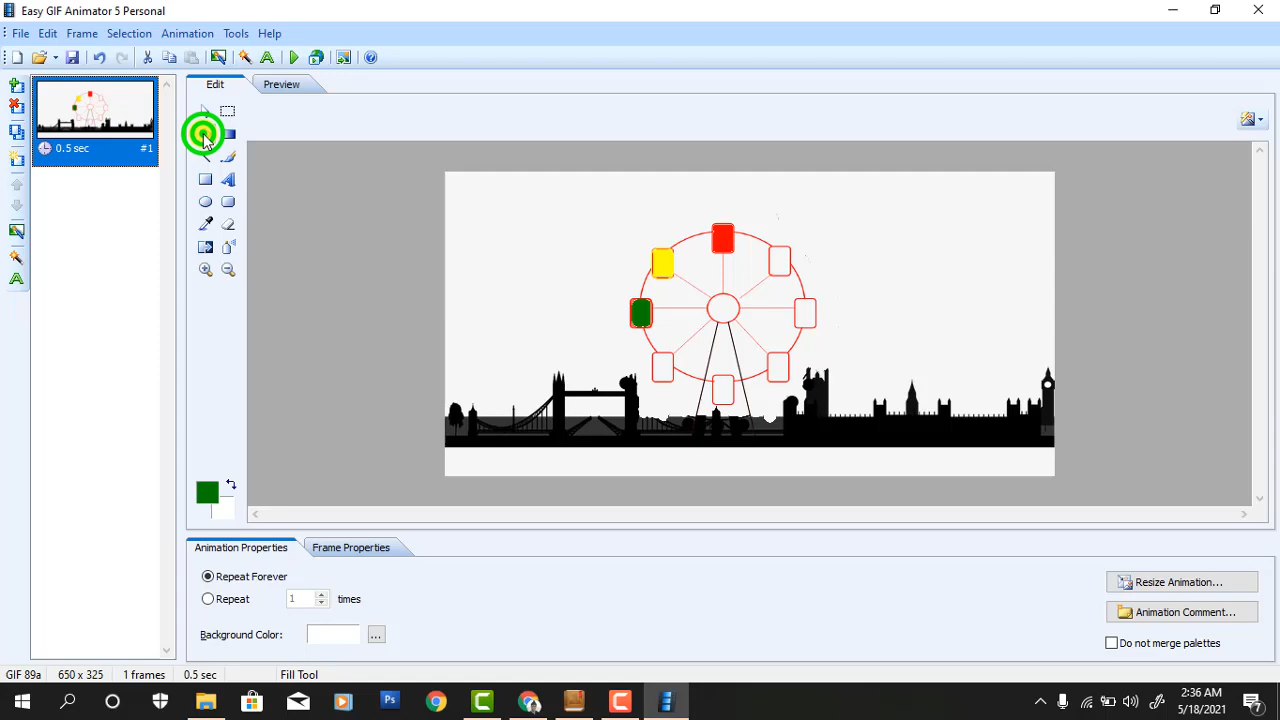 Easy GIF Animator 5 Personal
File Edit Frame Selection Animation Tools Help
Edit Preview
0.5 sec #1
Animation Properties Frame Properties
Repeat Forever
Repeat 1 times
Background Color: ...
Resize Animation...
Animation Comment...
Do not merge palettes
GIF 89a 650 x 325 1 frames 0.5 sec Fill Tool
Ps
2:36 AM
5/18/2021
7